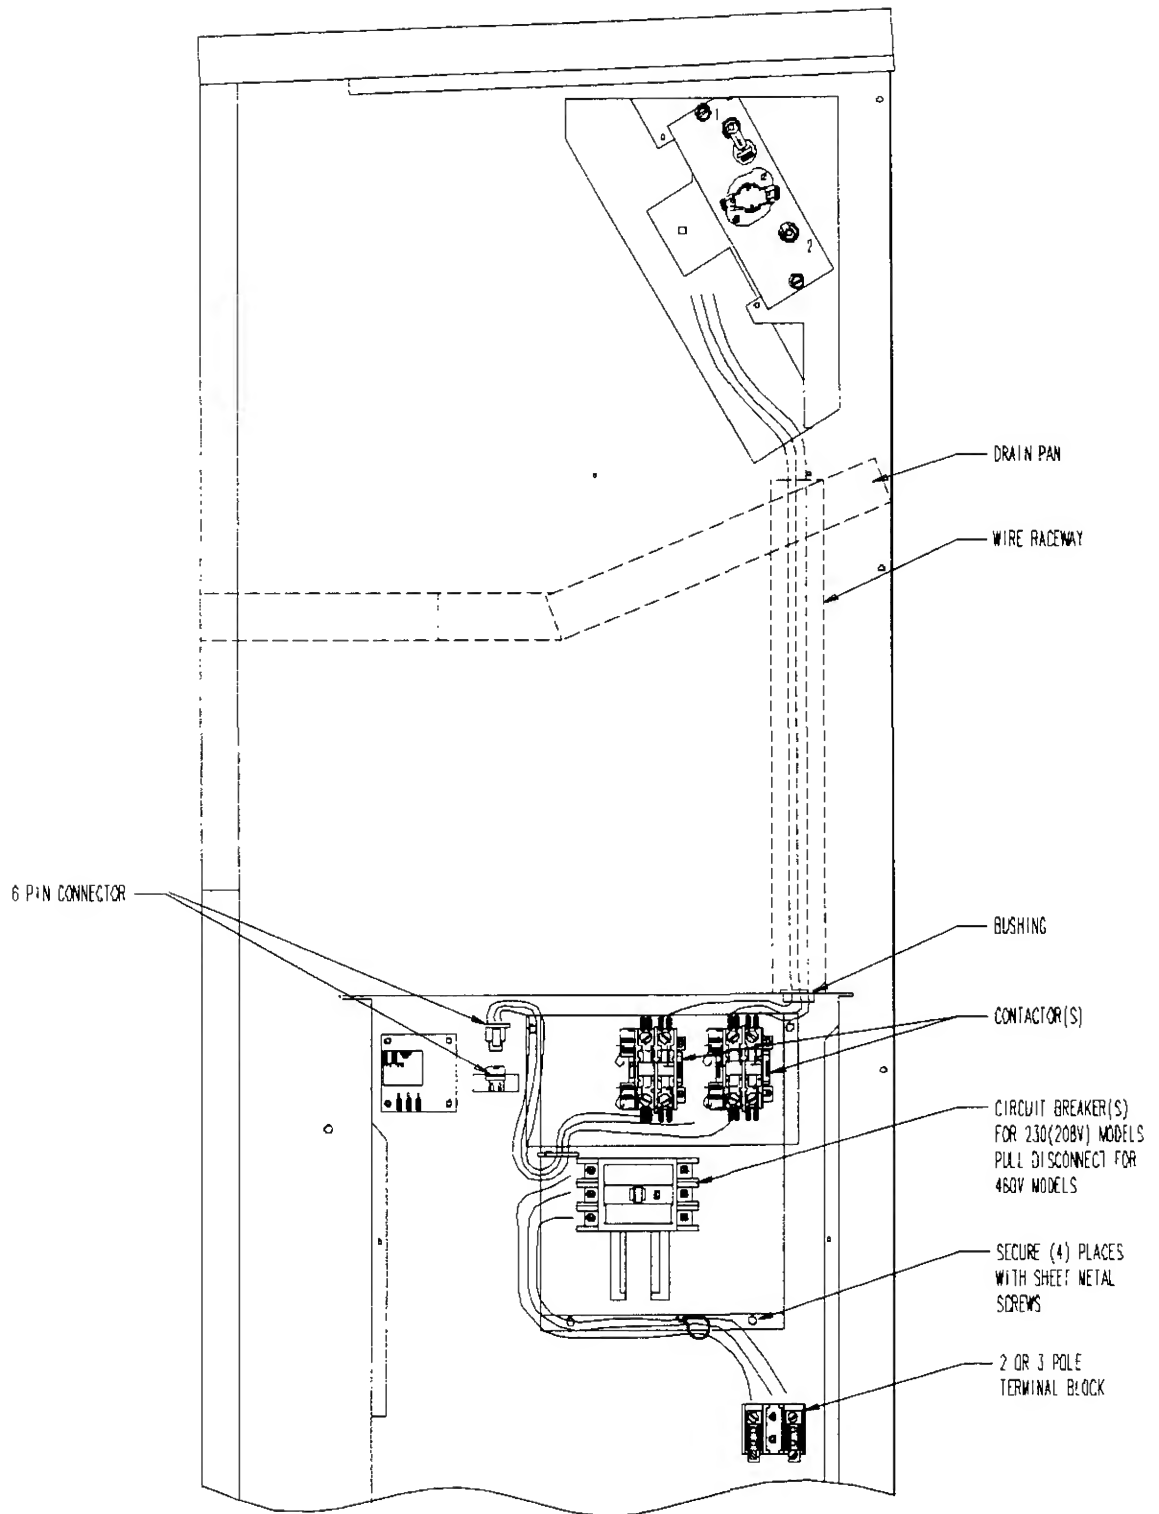 1
2
DRAIN PAN
WIRE RACEWAY
6 PIN CONNECTOR
BUSHING
CONTACTOR(S)
CIRCUIT BREAKER(S)
FOR 230(208V) MODELS
PULL DISCONNECT FOR
460V MODELS
SECURE (4) PLACES
WITH SHEET METAL
SCREWS
2 OR 3 POLE
TERMINAL BLOCK